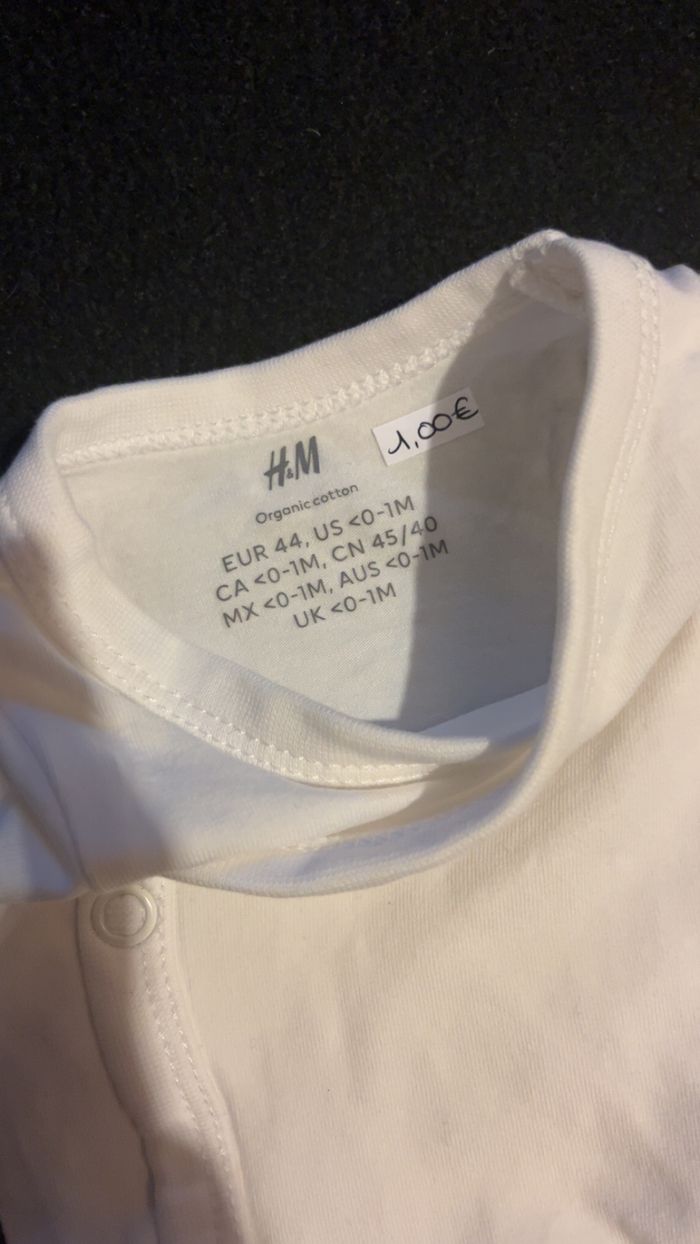 H&M
1,00€
Organic cotton
EUR 44, US <0-1M
CA <0-1M, CN 45/40
MX <0-1M, AUS <0-1M
UK <0-1M